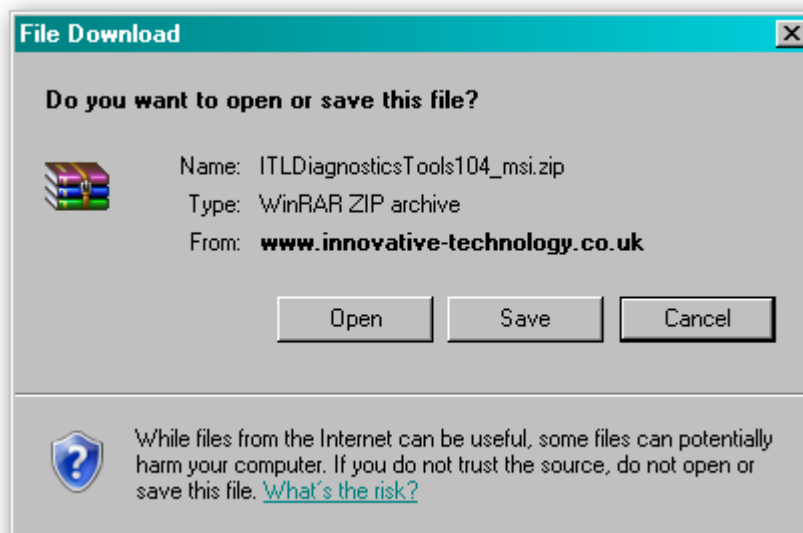 File Download
Do you want to open or save this file?
Name: ITLDiagnosticsTools104_msi.zip
Type: WinRAR ZIP archive
From: www.innovative-technology.co.uk
Open Save Cancel
While files from the Internet can be useful, some files can potentially
harm your computer. If you do not trust the source, do not open or
save this file. What's the risk?